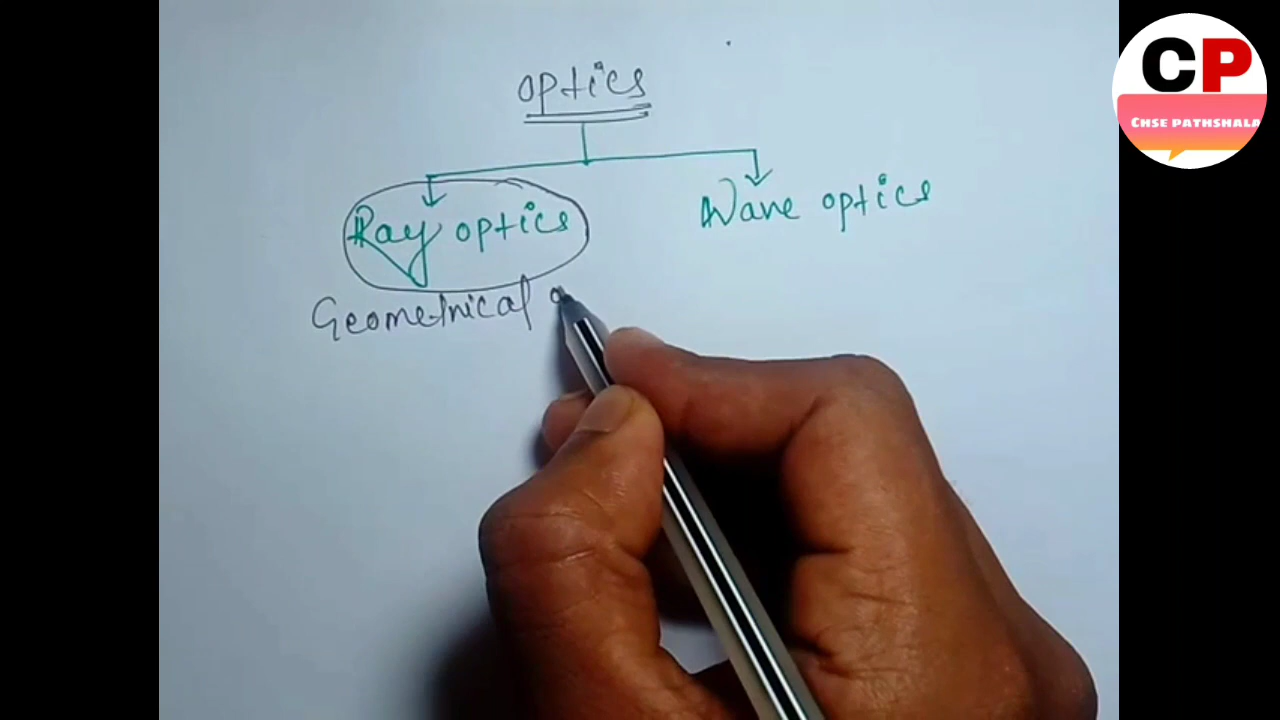 optics
Ray optics
Wave optics
Geometrical o
CP
CHSE PATHSHALA